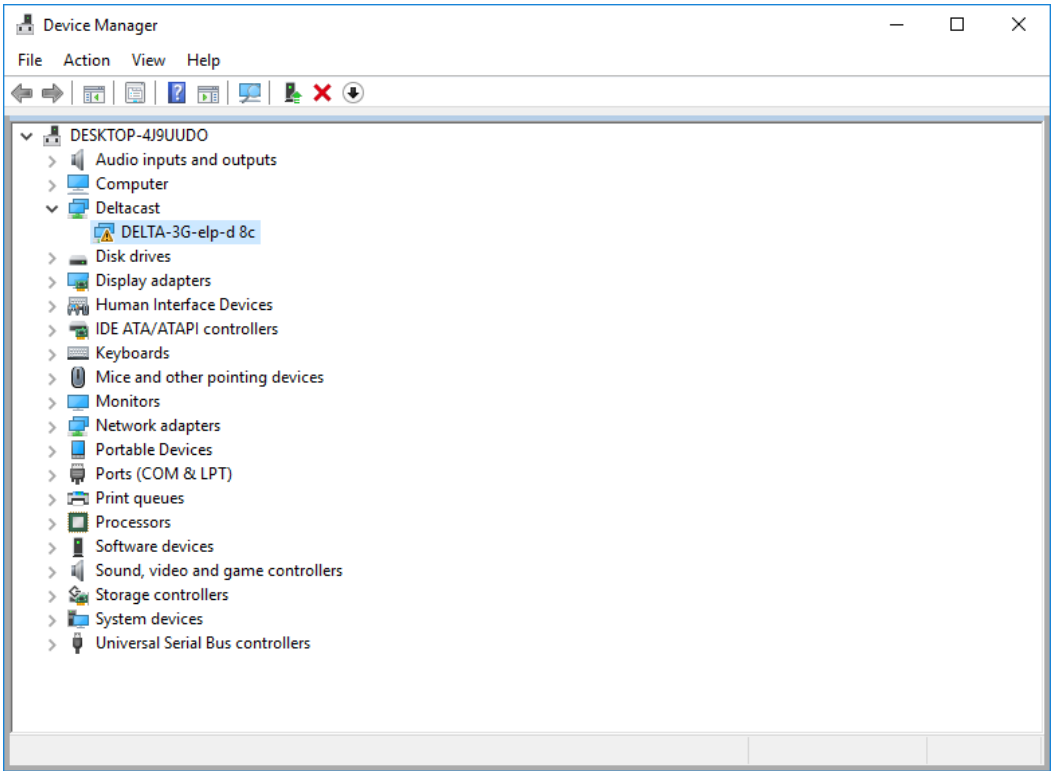 Device Manager
File Action View Help
DESKTOP-4J9UUDO
Audio inputs and outputs
Computer
Deltacast
DELTA-3G-elp-d 8c
Disk drives
Display adapters
Human Interface Devices
IDE ATA/ATAPI controllers
Keyboards
Mice and other pointing devices
Monitors
Network adapters
Portable Devices
Ports (COM & LPT)
Print queues
Processors
Software devices
Sound, video and game controllers
Storage controllers
System devices
Universal Serial Bus controllers